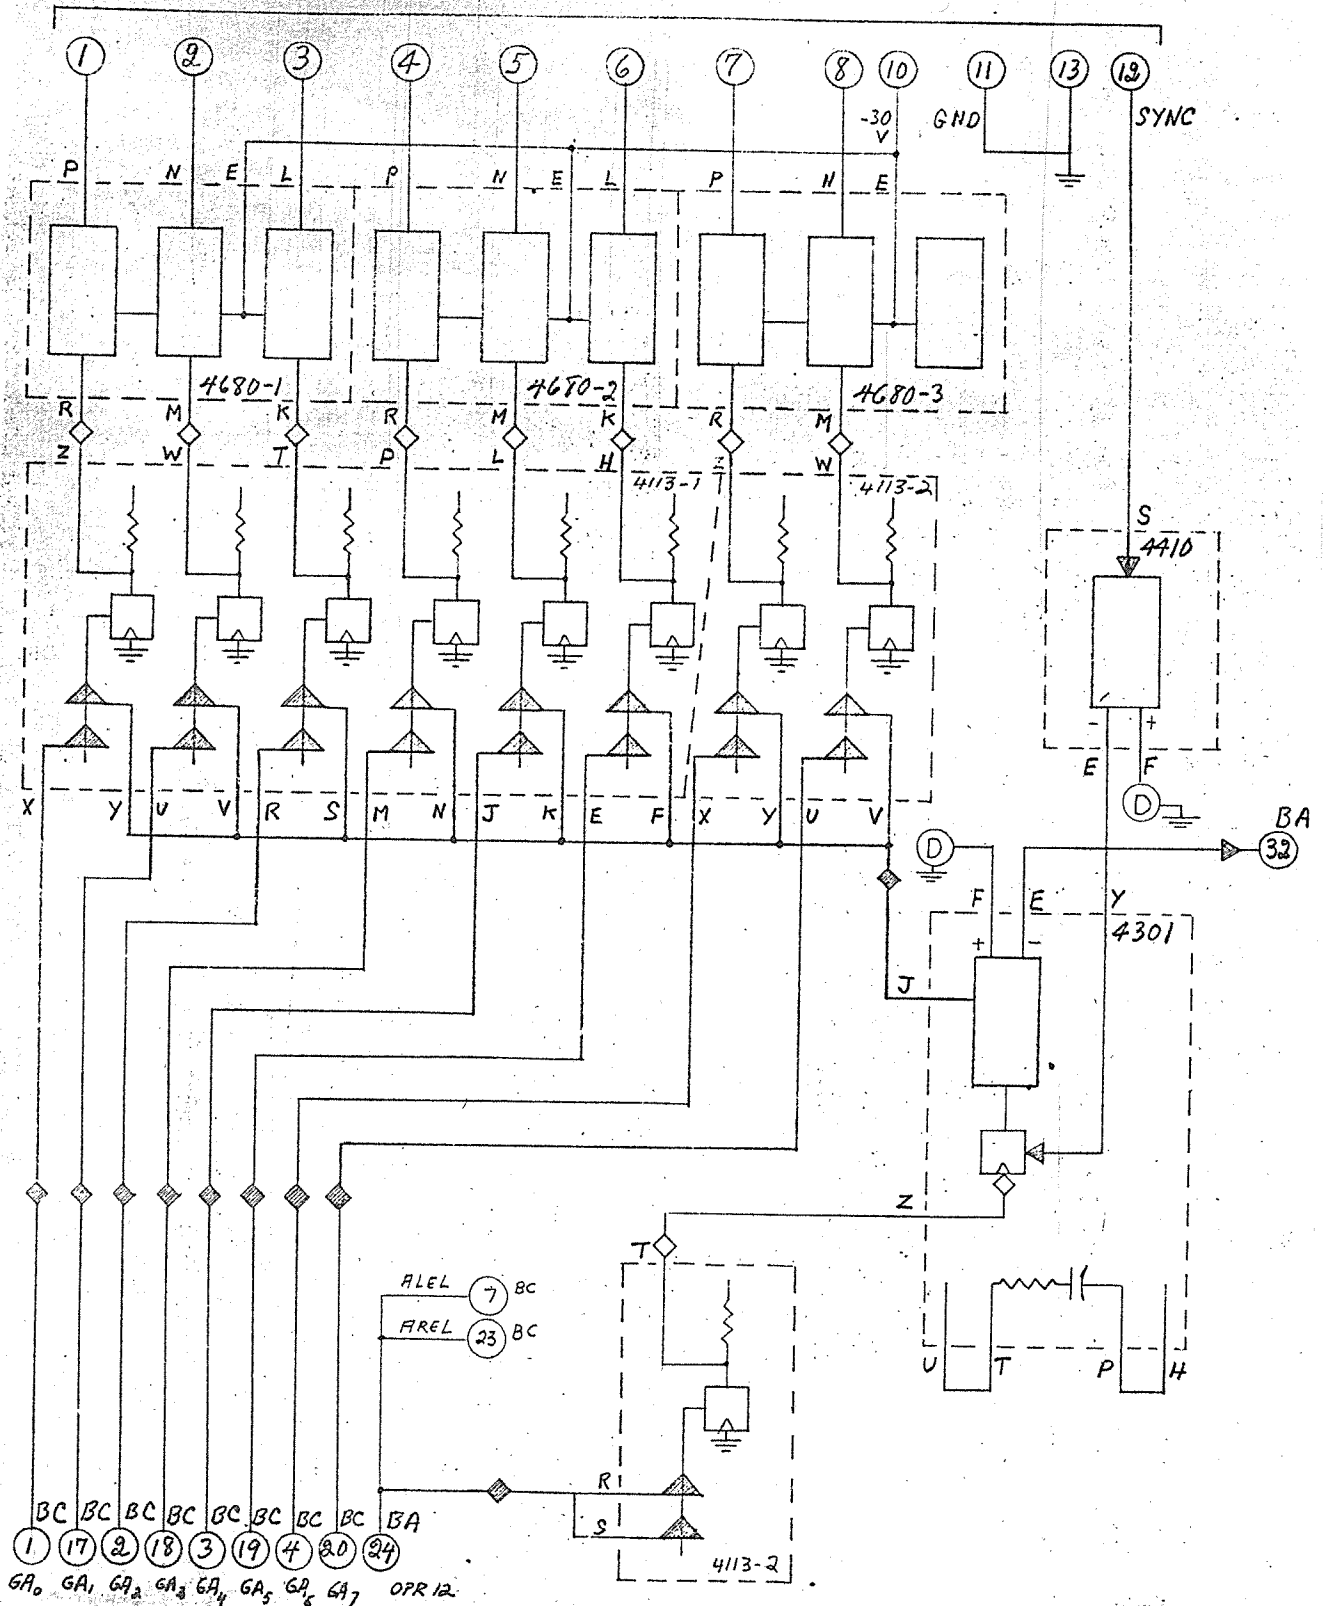 1 2 3 4 5 6 7 8 10 11 13 12
-30 V GND SYNC
P N E L P N E L P N E
4680-1 4680-2 4680-3
R M K R M K R M
Z W T P L H Z W
4113-1 4113-2
S
4410
- +
E F
D
X Y U V R S M N J K E F X Y U V
D
BA
32
F E Y
4301
+ -
J
Z
T
ALEL 7 BC
AREL 23 BC
U T P H
R
S
4113-2
BC BC BC BC BC BC BC BC BA
1 17 2 18 3 19 4 20 24
GA0 GA1 GA2 GA3 GA4 GA5 GA6 GA7 OPR 12